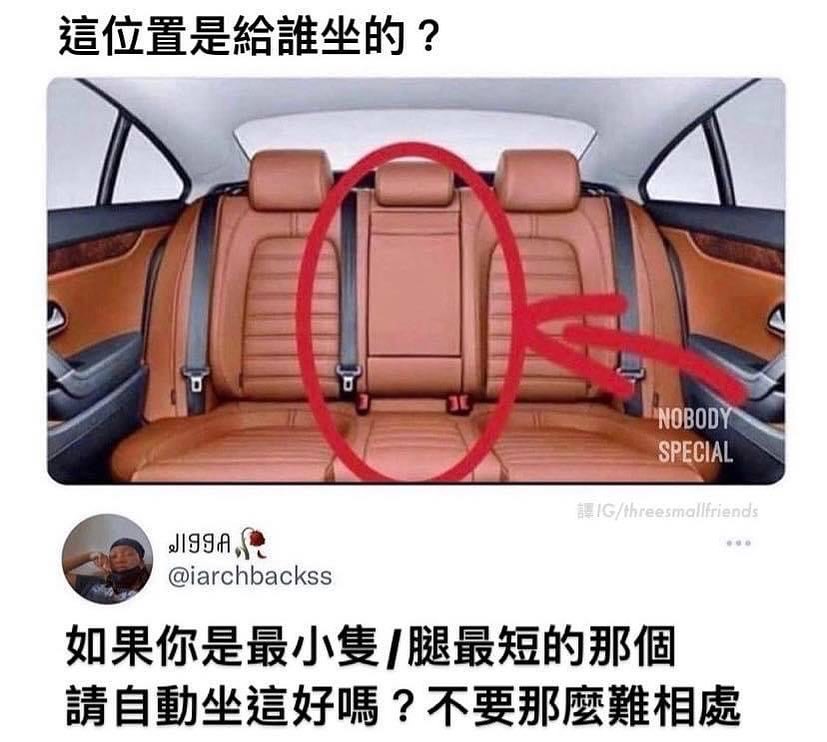 這位置是給誰坐的？
NOBODY
SPECIAL
譯IG/threesmallfriends
JIGGA
@iarchbackss
如果你是最小隻/腿最短的那個
請自動坐這好嗎？不要那麼難相處